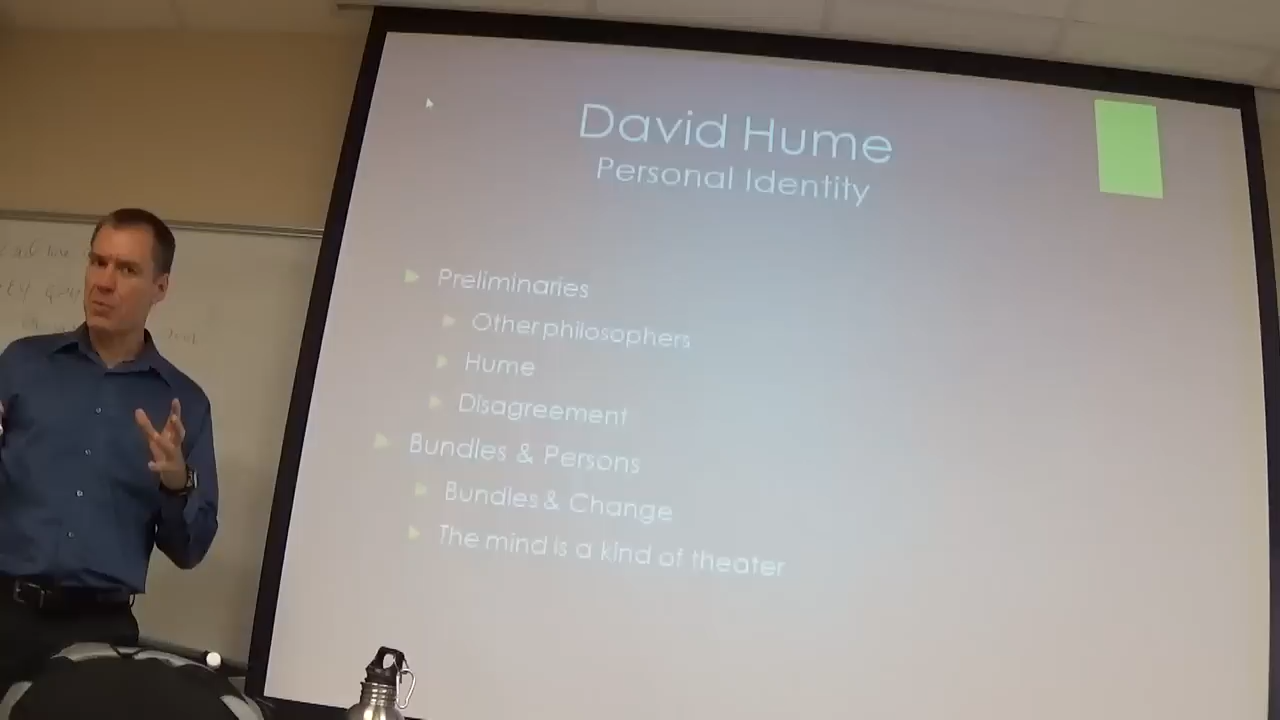 David Hume
Personal Identity
Preliminaries
Other philosophers
Hume
Disagreement
Bundles & Persons
Bundles & Change
The mind is a kind of theater